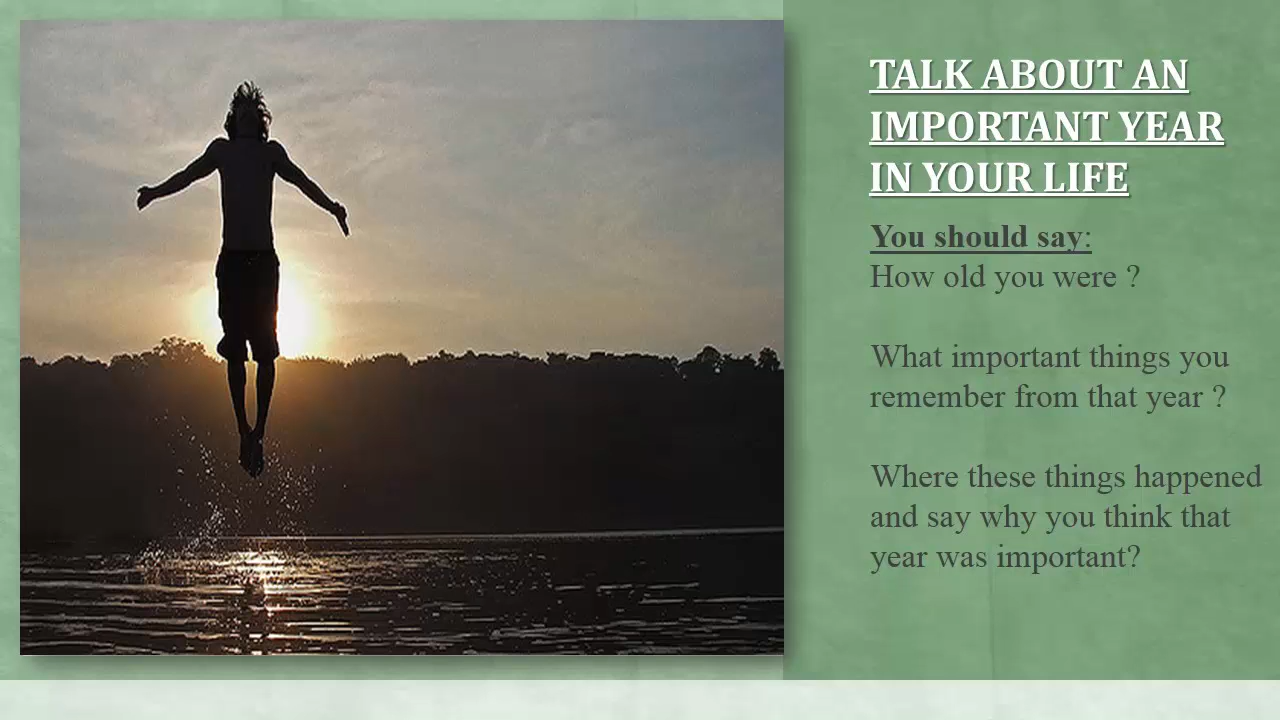 TALK ABOUT AN
IMPORTANT YEAR
IN YOUR LIFE
You should say:
How old you were ?
What important things you
remember from that year ?
Where these things happened
and say why you think that
year was important?